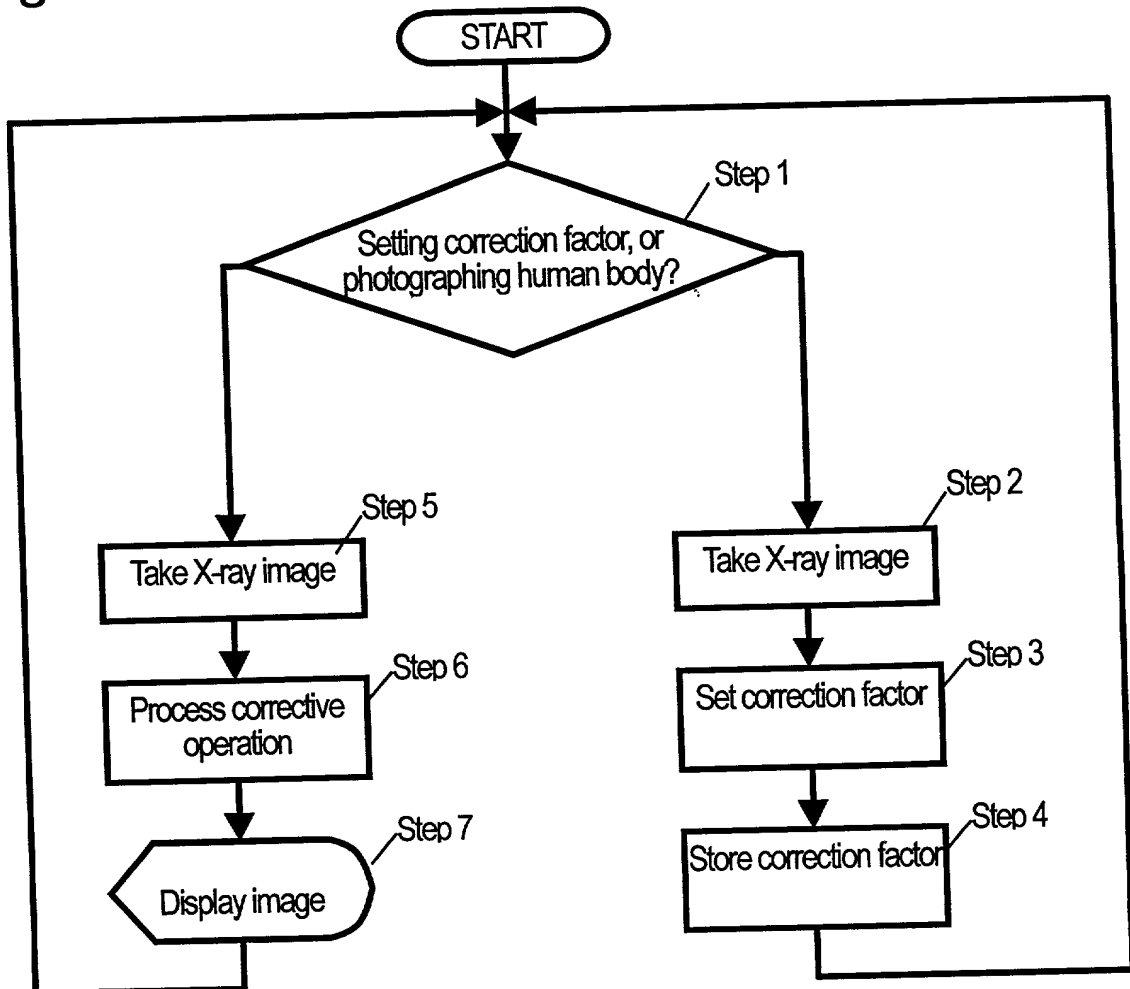 START
Step 1
Setting correction factor, or
photographing human body?
Step 5
Take X-ray image
Step 6
Process corrective
operation
Step 7
Display image
Step 2
Take X-ray image
Step 3
Set correction factor
Step 4
Store correction factor